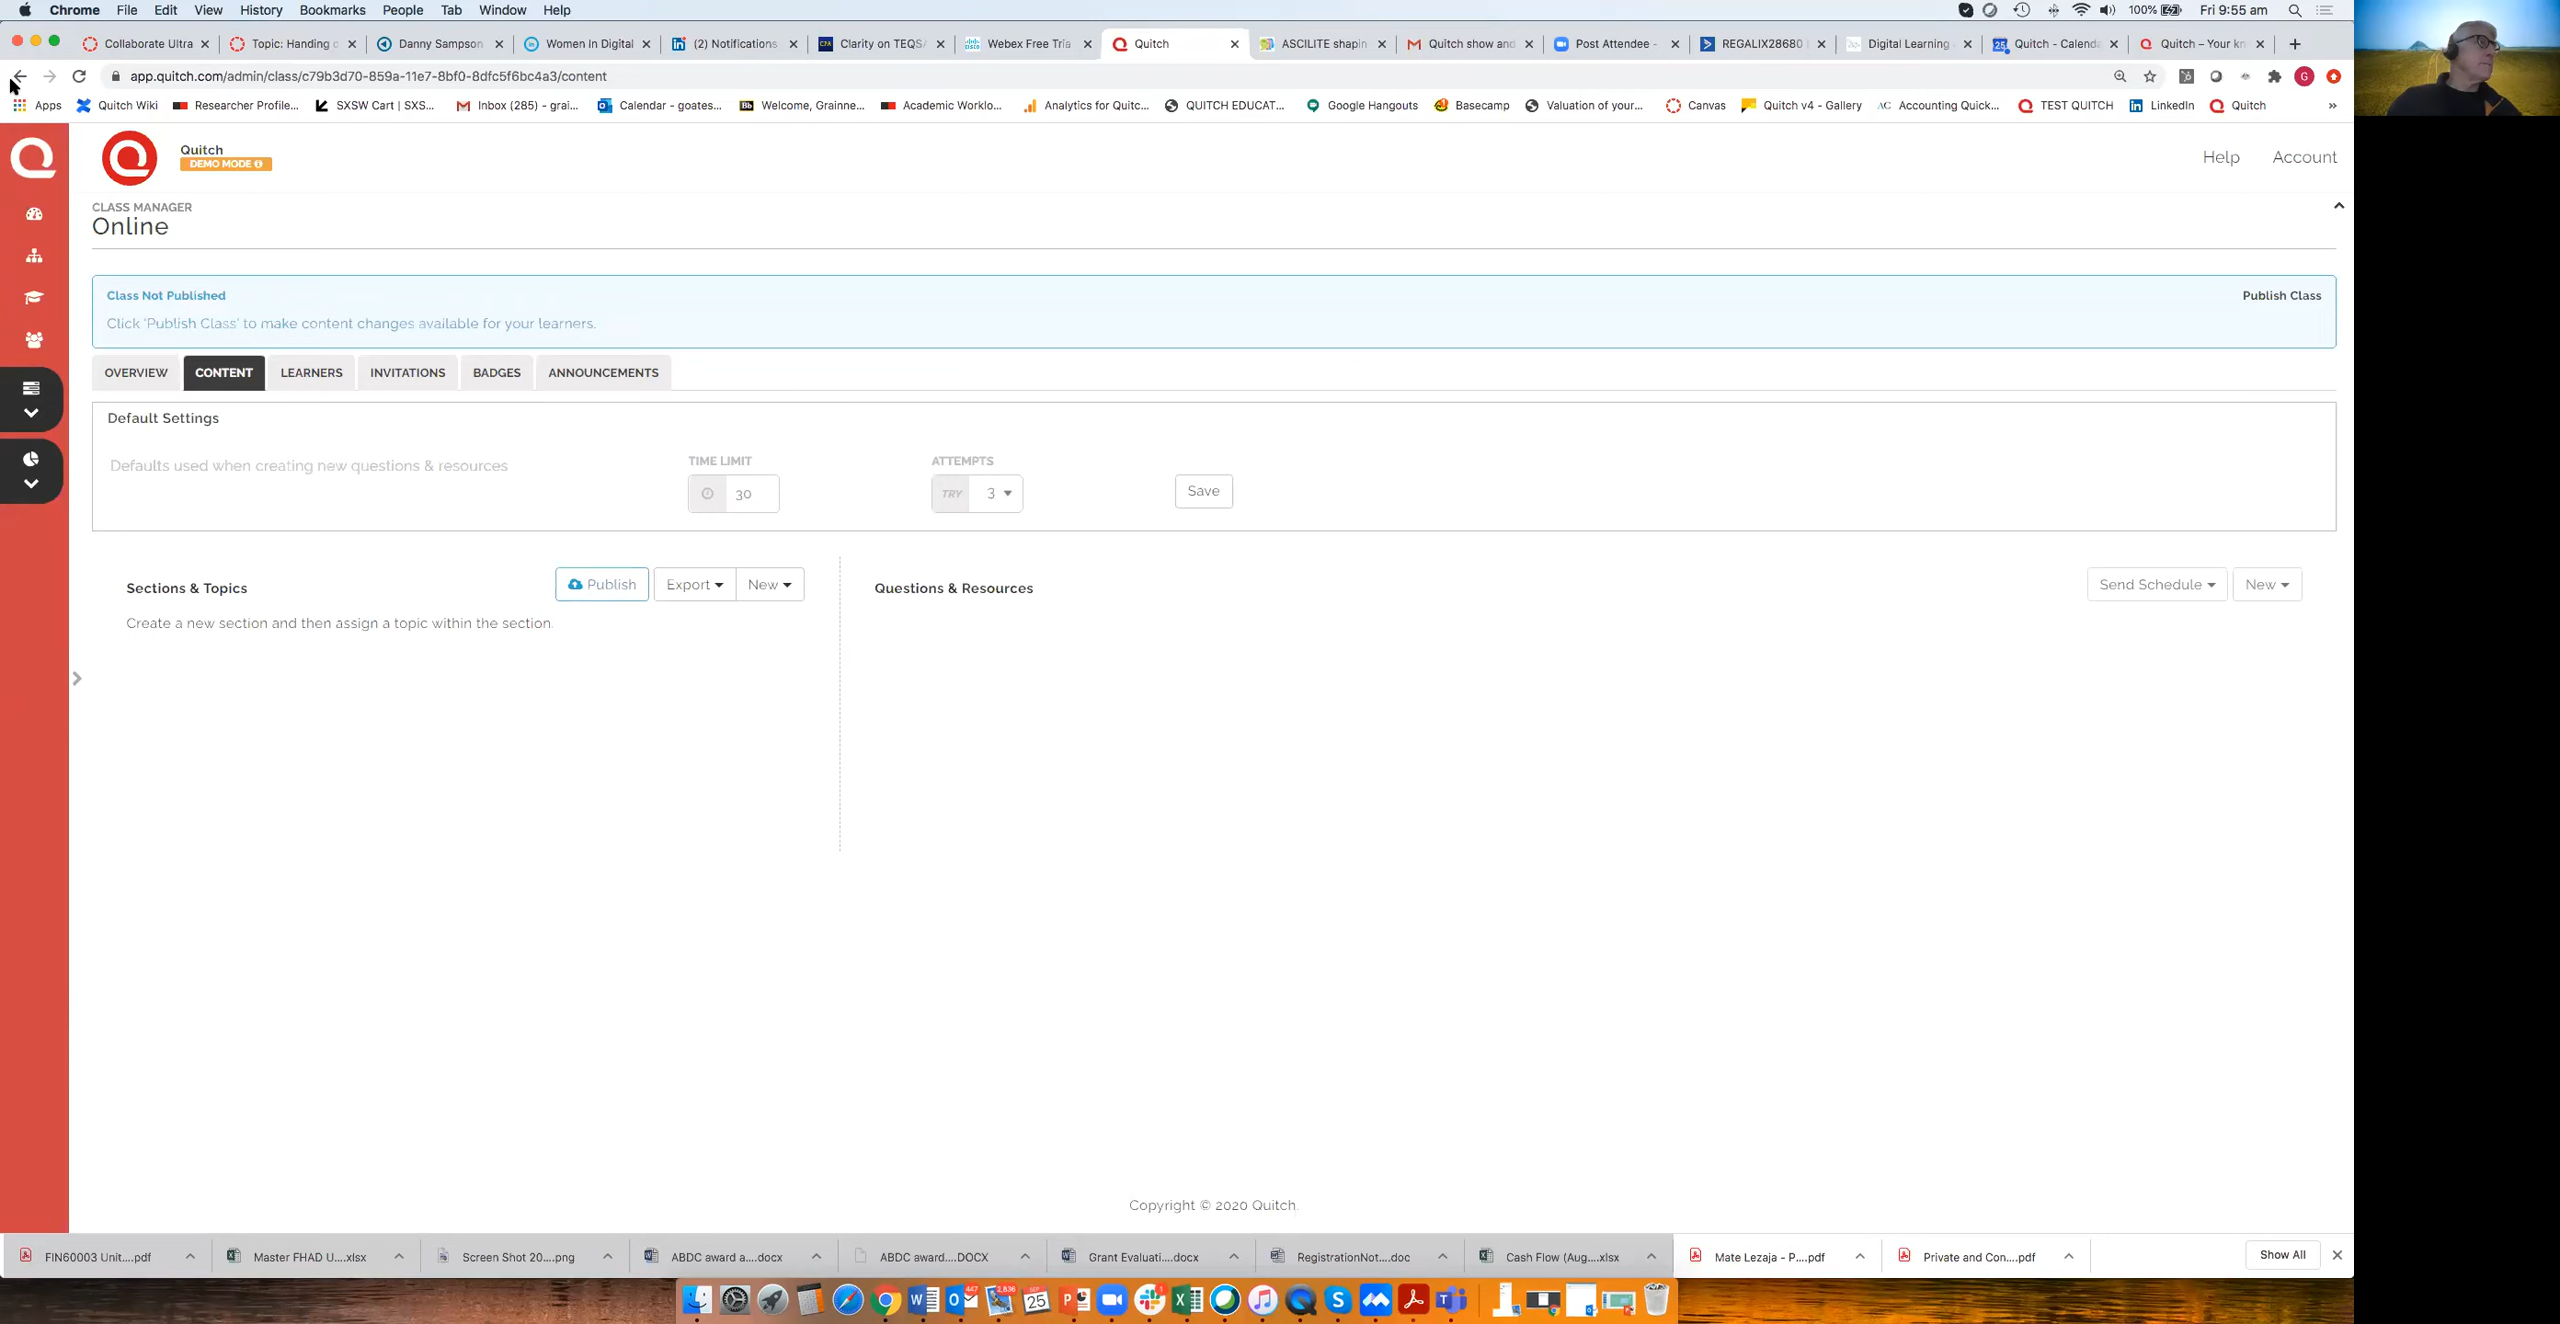 Chrome File Edit View History Bookmarks People Tab Window Help 100% Fri 9:55 am
Collaborate Ultra Topic: Handing o Danny Sampson Women In Digital (2) Notifications Clarity on TEQSA Webex Free Tria Quitch ASCILITE shapin Quitch show and Post Attendee - REGALIX28680 Digital Learning Quitch - Calenda Quitch – Your kn
app.quitch.com/admin/class/c79b3d70-859a-11e7-8bf0-8dfc5f6bc4a3/content G
Apps Quitch Wiki Researcher Profile... SXSW Cart | SXS... Inbox (285) - grai... Calendar - goates... Welcome, Grainne... Academic Worklo... Analytics for Quitc... QUITCH EDUCAT... Google Hangouts Basecamp Valuation of your... Canvas Quitch v4 - Gallery Accounting Quick... TEST QUITCH LinkedIn Quitch »
Quitch
DEMO MODE
Help Account
CLASS MANAGER
Online
Class Not Published Publish Class
Click 'Publish Class' to make content changes available for your learners.
OVERVIEW CONTENT LEARNERS INVITATIONS BADGES ANNOUNCEMENTS
Default Settings
Defaults used when creating new questions & resources
TIME LIMIT ATTEMPTS
30 TRY 3 Save
Sections & Topics Publish Export New Questions & Resources Send Schedule New
Create a new section and then assign a topic within the section.
Copyright © 2020 Quitch.
FIN60003 Unit....pdf Master FHAD U....xlsx Screen Shot 20....png ABDC award a....docx ABDC award....DOCX Grant Evaluati....docx RegistrationNot....doc Cash Flow (Aug....xlsx Mate Lezaja - P....pdf Private and Con....pdf Show All
447 2,836 25 1